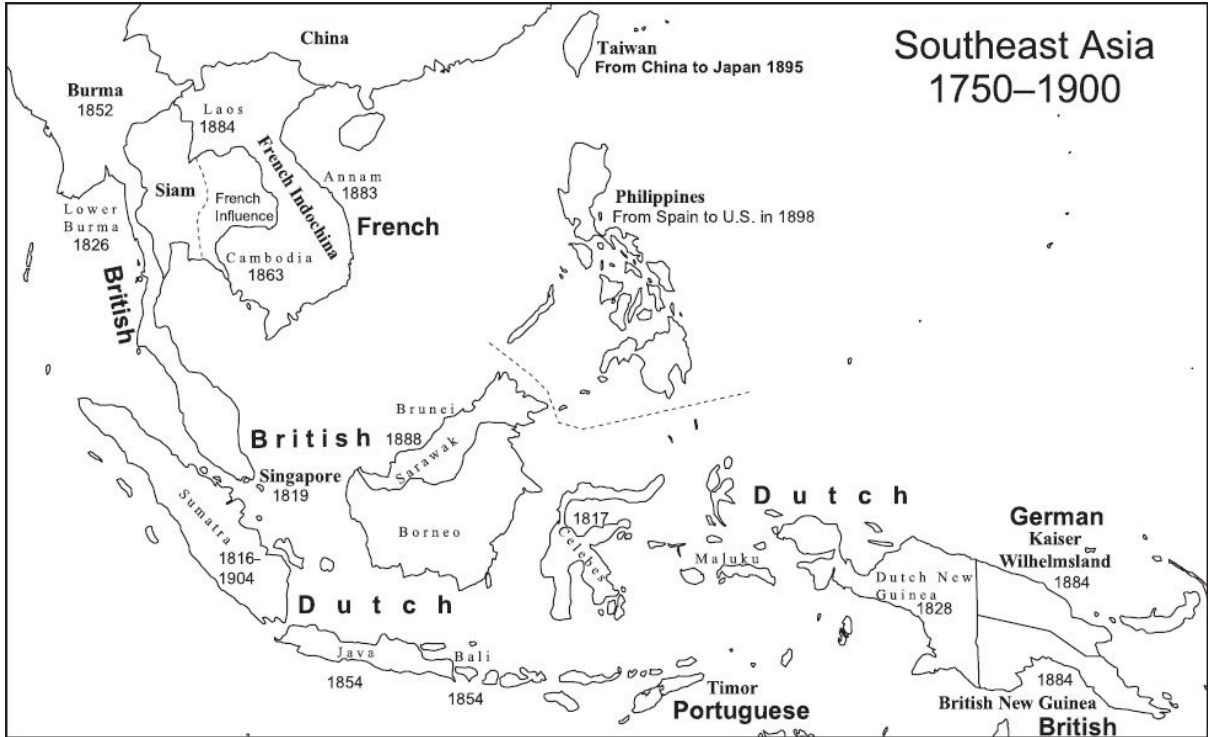 Southeast Asia
1750–1900
China
Taiwan
From China to Japan 1895
Burma
1852
Laos
1884
French Indochina
Annam
1883
French
Siam
French
Influence
Cambodia
1863
Lower
Burma
1826
British
Philippines
From Spain to U.S. in 1898
British
Brunei
1888
Sarawak
Singapore
1819
Sumatra
1816–
1904
Borneo
Dutch
1817
Celebes
Maluku
Dutch
German
Kaiser
Wilhelmsland
1884
Dutch New
Guinea
1828
Java
1854
Bali
1854
Timor
Portuguese
1884
British New Guinea
British